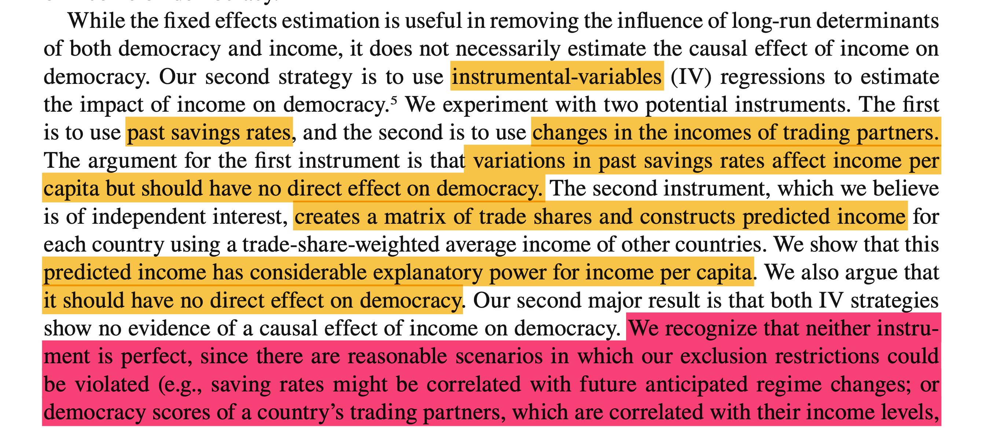 While the fixed effects estimation is useful in removing the influence of long-run determinants
of both democracy and income, it does not necessarily estimate the causal effect of income on
democracy. Our second strategy is to use instrumental-variables (IV) regressions to estimate
the impact of income on democracy.⁵ We experiment with two potential instruments. The first
is to use past savings rates, and the second is to use changes in the incomes of trading partners.
The argument for the first instrument is that variations in past savings rates affect income per
capita but should have no direct effect on democracy. The second instrument, which we believe
is of independent interest, creates a matrix of trade shares and constructs predicted income for
each country using a trade-share-weighted average income of other countries. We show that this
predicted income has considerable explanatory power for income per capita. We also argue that
it should have no direct effect on democracy. Our second major result is that both IV strategies
show no evidence of a causal effect of income on democracy. We recognize that neither instru-
ment is perfect, since there are reasonable scenarios in which our exclusion restrictions could
be violated (e.g., saving rates might be correlated with future anticipated regime changes; or
democracy scores of a country’s trading partners, which are correlated with their income levels,